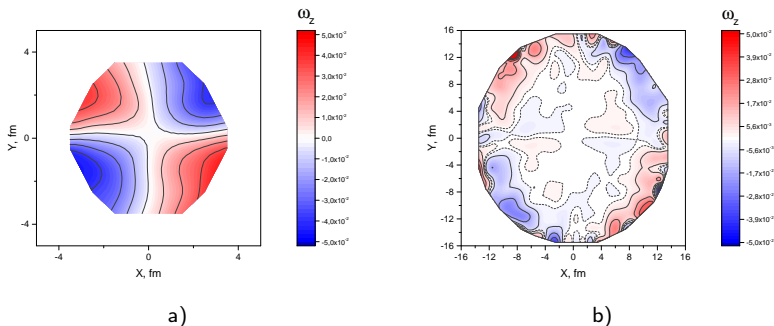 ω_z
4
0
-4
Y, fm
-4 0 4
X, fm
5,0x10⁻²
4,0x10⁻²
3,0x10⁻²
2,0x10⁻²
1,0x10⁻²
0,0
-1,0x10⁻²
-2,0x10⁻²
-3,0x10⁻²
-4,0x10⁻²
-5,0x10⁻²
a)
ω_z
16
12
8
4
0
-4
-8
-12
-16
Y, fm
-16 -12 -8 -4 0 4 8 12 16
X, fm
5,0x10⁻²
3,9x10⁻²
2,8x10⁻²
1,7x10⁻²
5,6x10⁻³
-5,6x10⁻³
-1,7x10⁻²
-2,8x10⁻²
-3,9x10⁻²
-5,0x10⁻²
b)